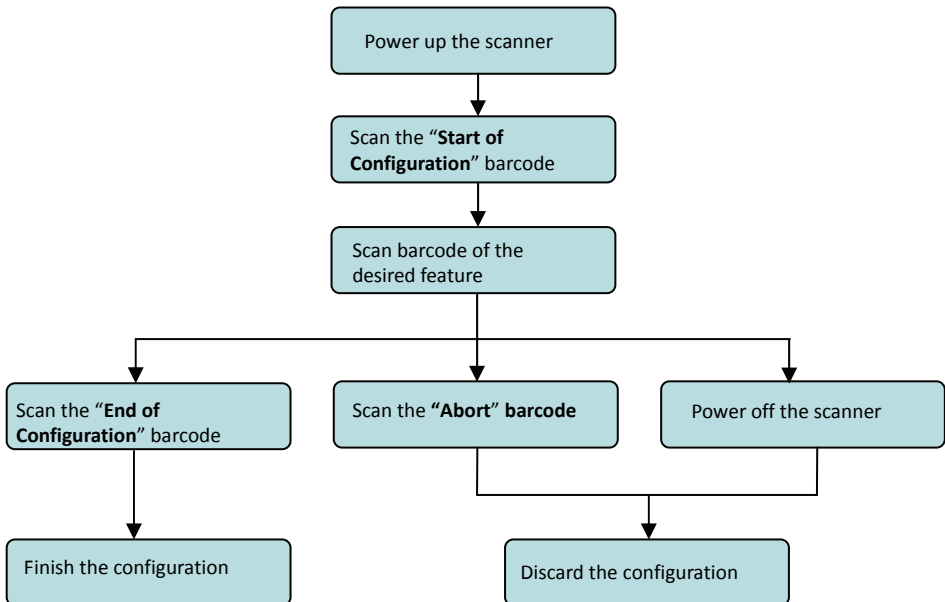 Power up the scanner
Scan the “Start of
Configuration” barcode
Scan barcode of the
desired feature
Scan the “End of
Configuration” barcode
Scan the “Abort” barcode
Power off the scanner
Finish the configuration
Discard the configuration